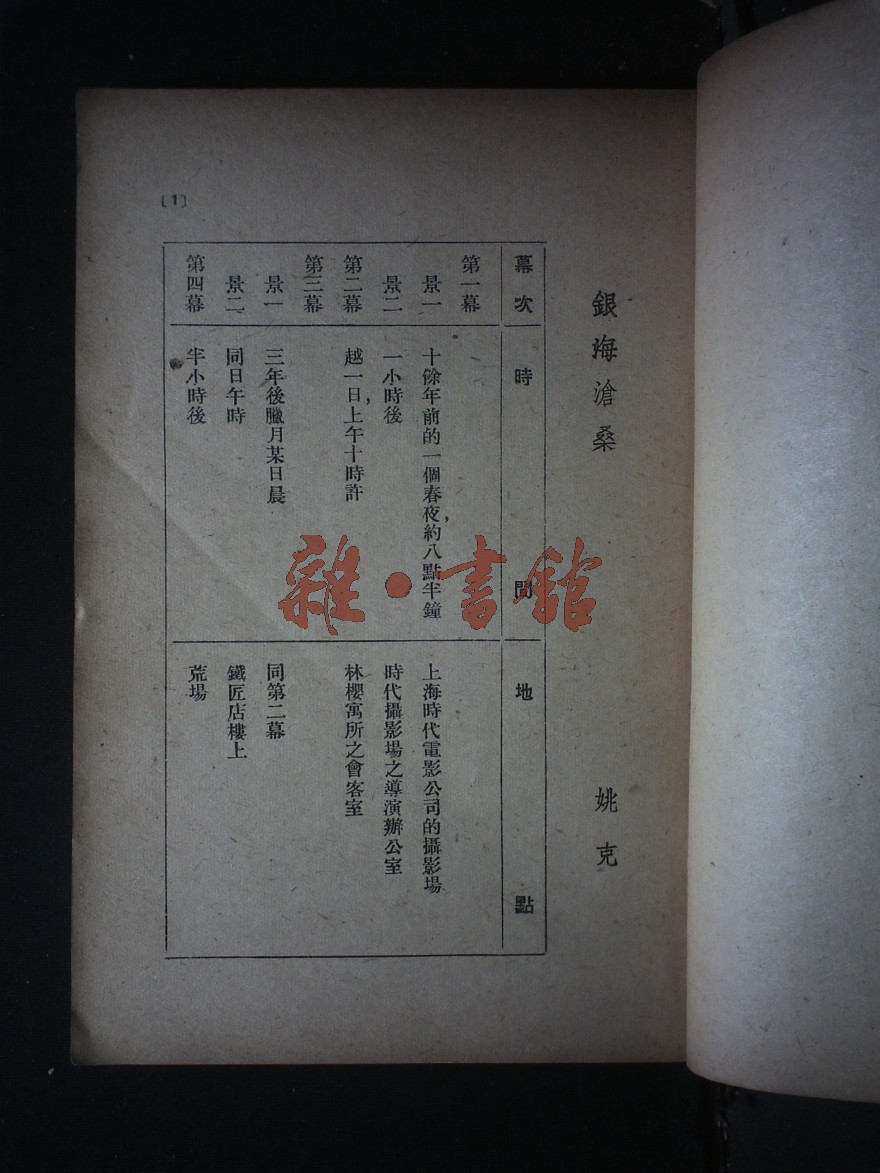 銀海滄桑
姚克
幕次 時間 地點
第一幕
景一 十餘年前的一個春夜，約八點半鐘 上海時代電影公司的攝影場
景二 一小時後 時代攝影場之導演辦公室
第二幕 越一日，上午十時許 林櫻寓所之會客室
第三幕
景一 三年後臘月某日晨 同第二幕
景二 同日午時 鐵匠店樓上
第四幕 半小時後 荒場
[1]
雜·書館